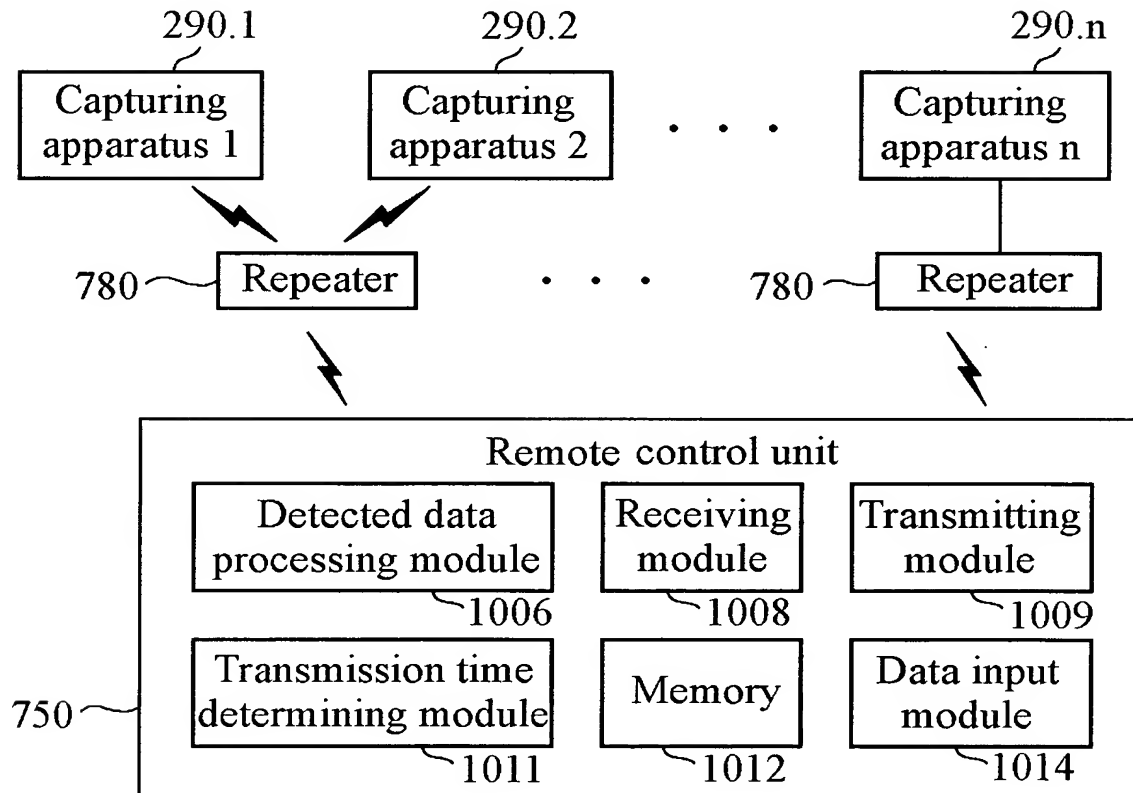 290.1
290.2
290.n
Capturing
apparatus 1
Capturing
apparatus 2
. . .
Capturing
apparatus n
780
Repeater
. . .
780
Repeater
Remote control unit
Detected data
processing module
1006
Receiving
module
1008
Transmitting
module
1009
750
Transmission time
determining module
1011
Memory
1012
Data input
module
1014